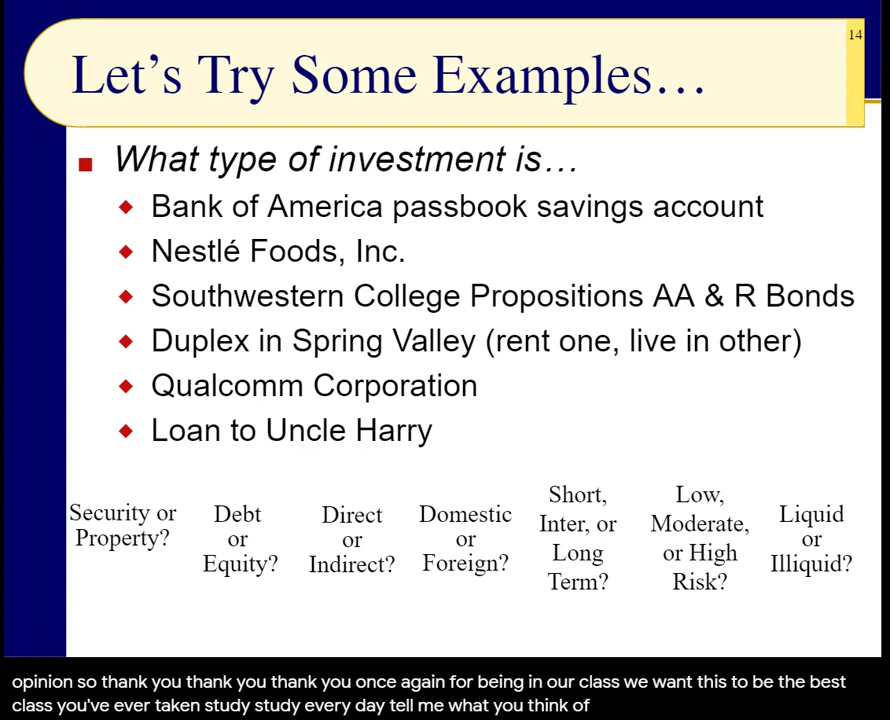 14
Let's Try Some Examples…
What type of investment is…
Bank of America passbook savings account
Nestlé Foods, Inc.
Southwestern College Propositions AA & R Bonds
Duplex in Spring Valley (rent one, live in other)
Qualcomm Corporation
Loan to Uncle Harry
Security or
Property?
Debt
or
Equity?
Direct
or
Indirect?
Domestic
or
Foreign?
Short,
Inter, or
Long
Term?
Low,
Moderate,
or High
Risk?
Liquid
or
Illiquid?
opinion so thank you thank you thank you once again for being in our class we want this to be the best
class you've ever taken study study every day tell me what you think of